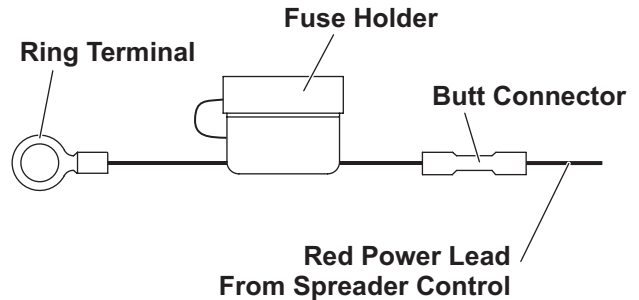 Fuse Holder
Ring Terminal
Butt Connector
Red Power Lead
From Spreader Control